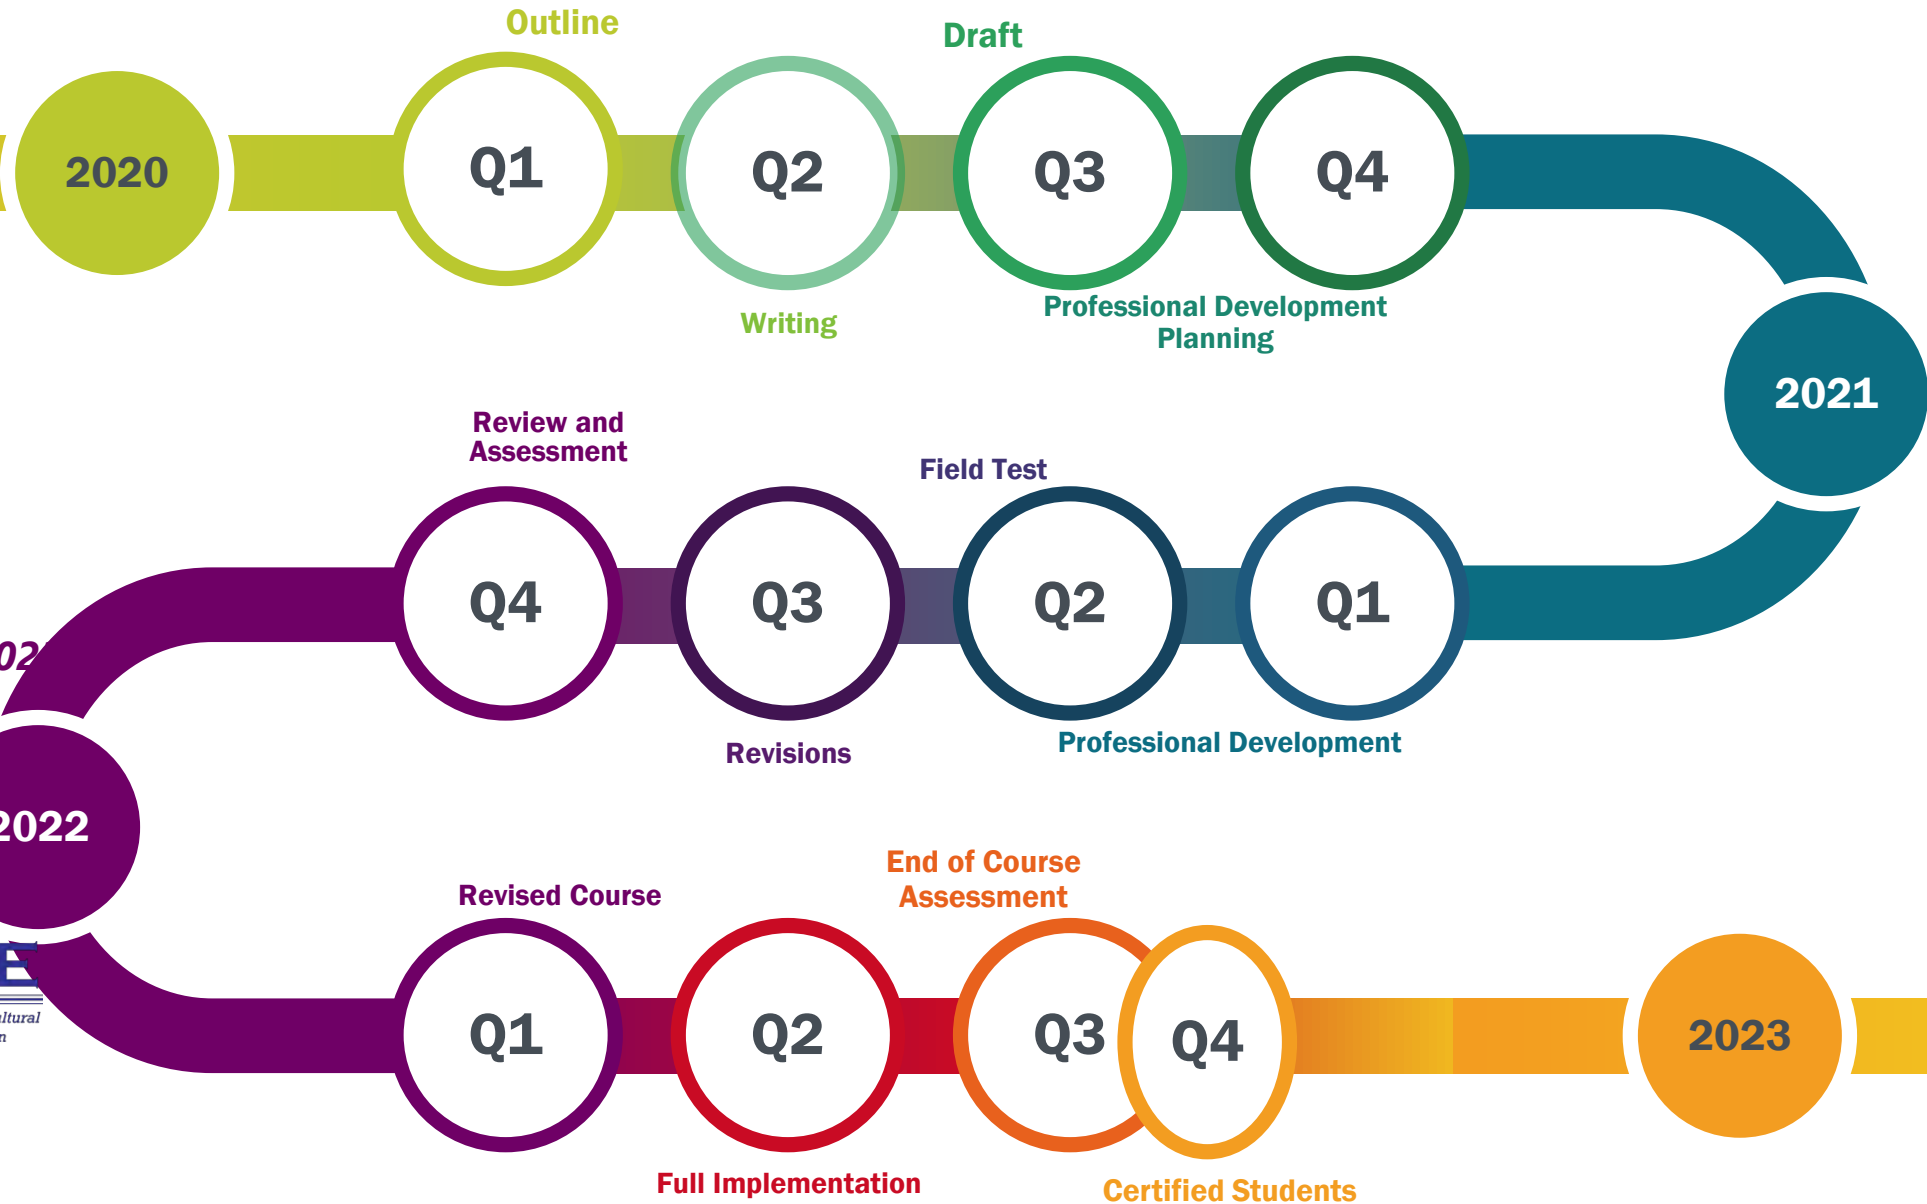 Outline
Draft
2020
Q1
Q2
Q3
Q4
Writing
Professional Development
Planning
2021
Review and
Assessment
Field Test
Q4
Q3
Q2
Q1
Revisions
Professional Development
2022
Revised Course
End of Course
Assessment
Q1
Q2
Q3
Q4
2023
Full Implementation
Certified Students